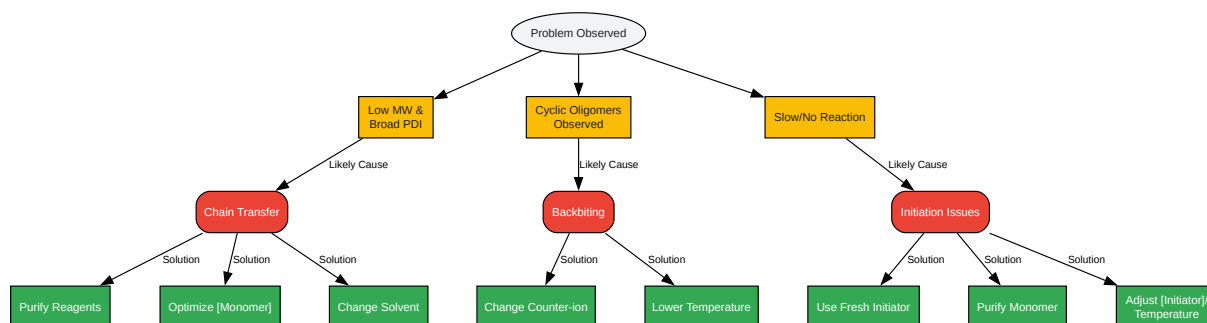 Problem Observed
Low MW &
Broad PDI
Cyclic Oligomers
Observed
Slow/No Reaction
Likely Cause
Likely Cause
Likely Cause
Chain Transfer
Backbiting
Initiation Issues
Solution
Solution
Solution
Solution
Solution
Solution
Solution
Solution
Purify Reagents
Optimize [Monomer]
Change Solvent
Change Counter-ion
Lower Temperature
Use Fresh Initiator
Purify Monomer
Adjust [Initiator]/
Temperature